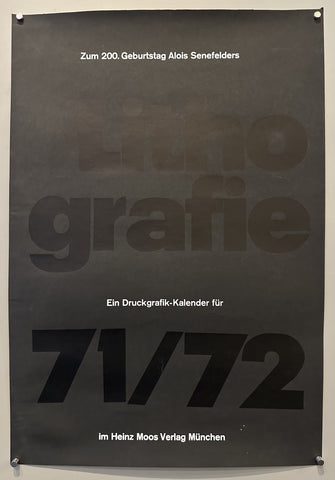 Zum 200. Geburtstag Alois Senefelders
Litho
grafie
Ein Druckgrafik-Kalender für
71/72
im Heinz Moos Verlag München